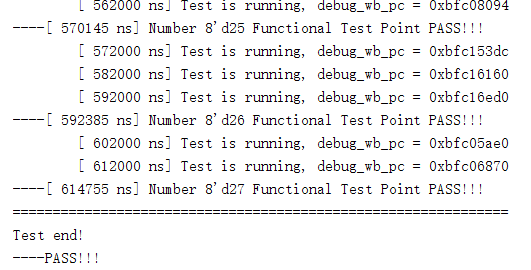 [ 562000 ns] Test is running, debug_wb_pc = 0xbfc08094
----[ 570145 ns] Number 8'd25 Functional Test Point PASS!!!
[ 572000 ns] Test is running, debug_wb_pc = 0xbfc153dc
[ 582000 ns] Test is running, debug_wb_pc = 0xbfc16160
[ 592000 ns] Test is running, debug_wb_pc = 0xbfc16ed0
----[ 592385 ns] Number 8'd26 Functional Test Point PASS!!!
[ 602000 ns] Test is running, debug_wb_pc = 0xbfc05ae0
[ 612000 ns] Test is running, debug_wb_pc = 0xbfc06870
----[ 614755 ns] Number 8'd27 Functional Test Point PASS!!!
==============================================================
Test end!
----PASS!!!